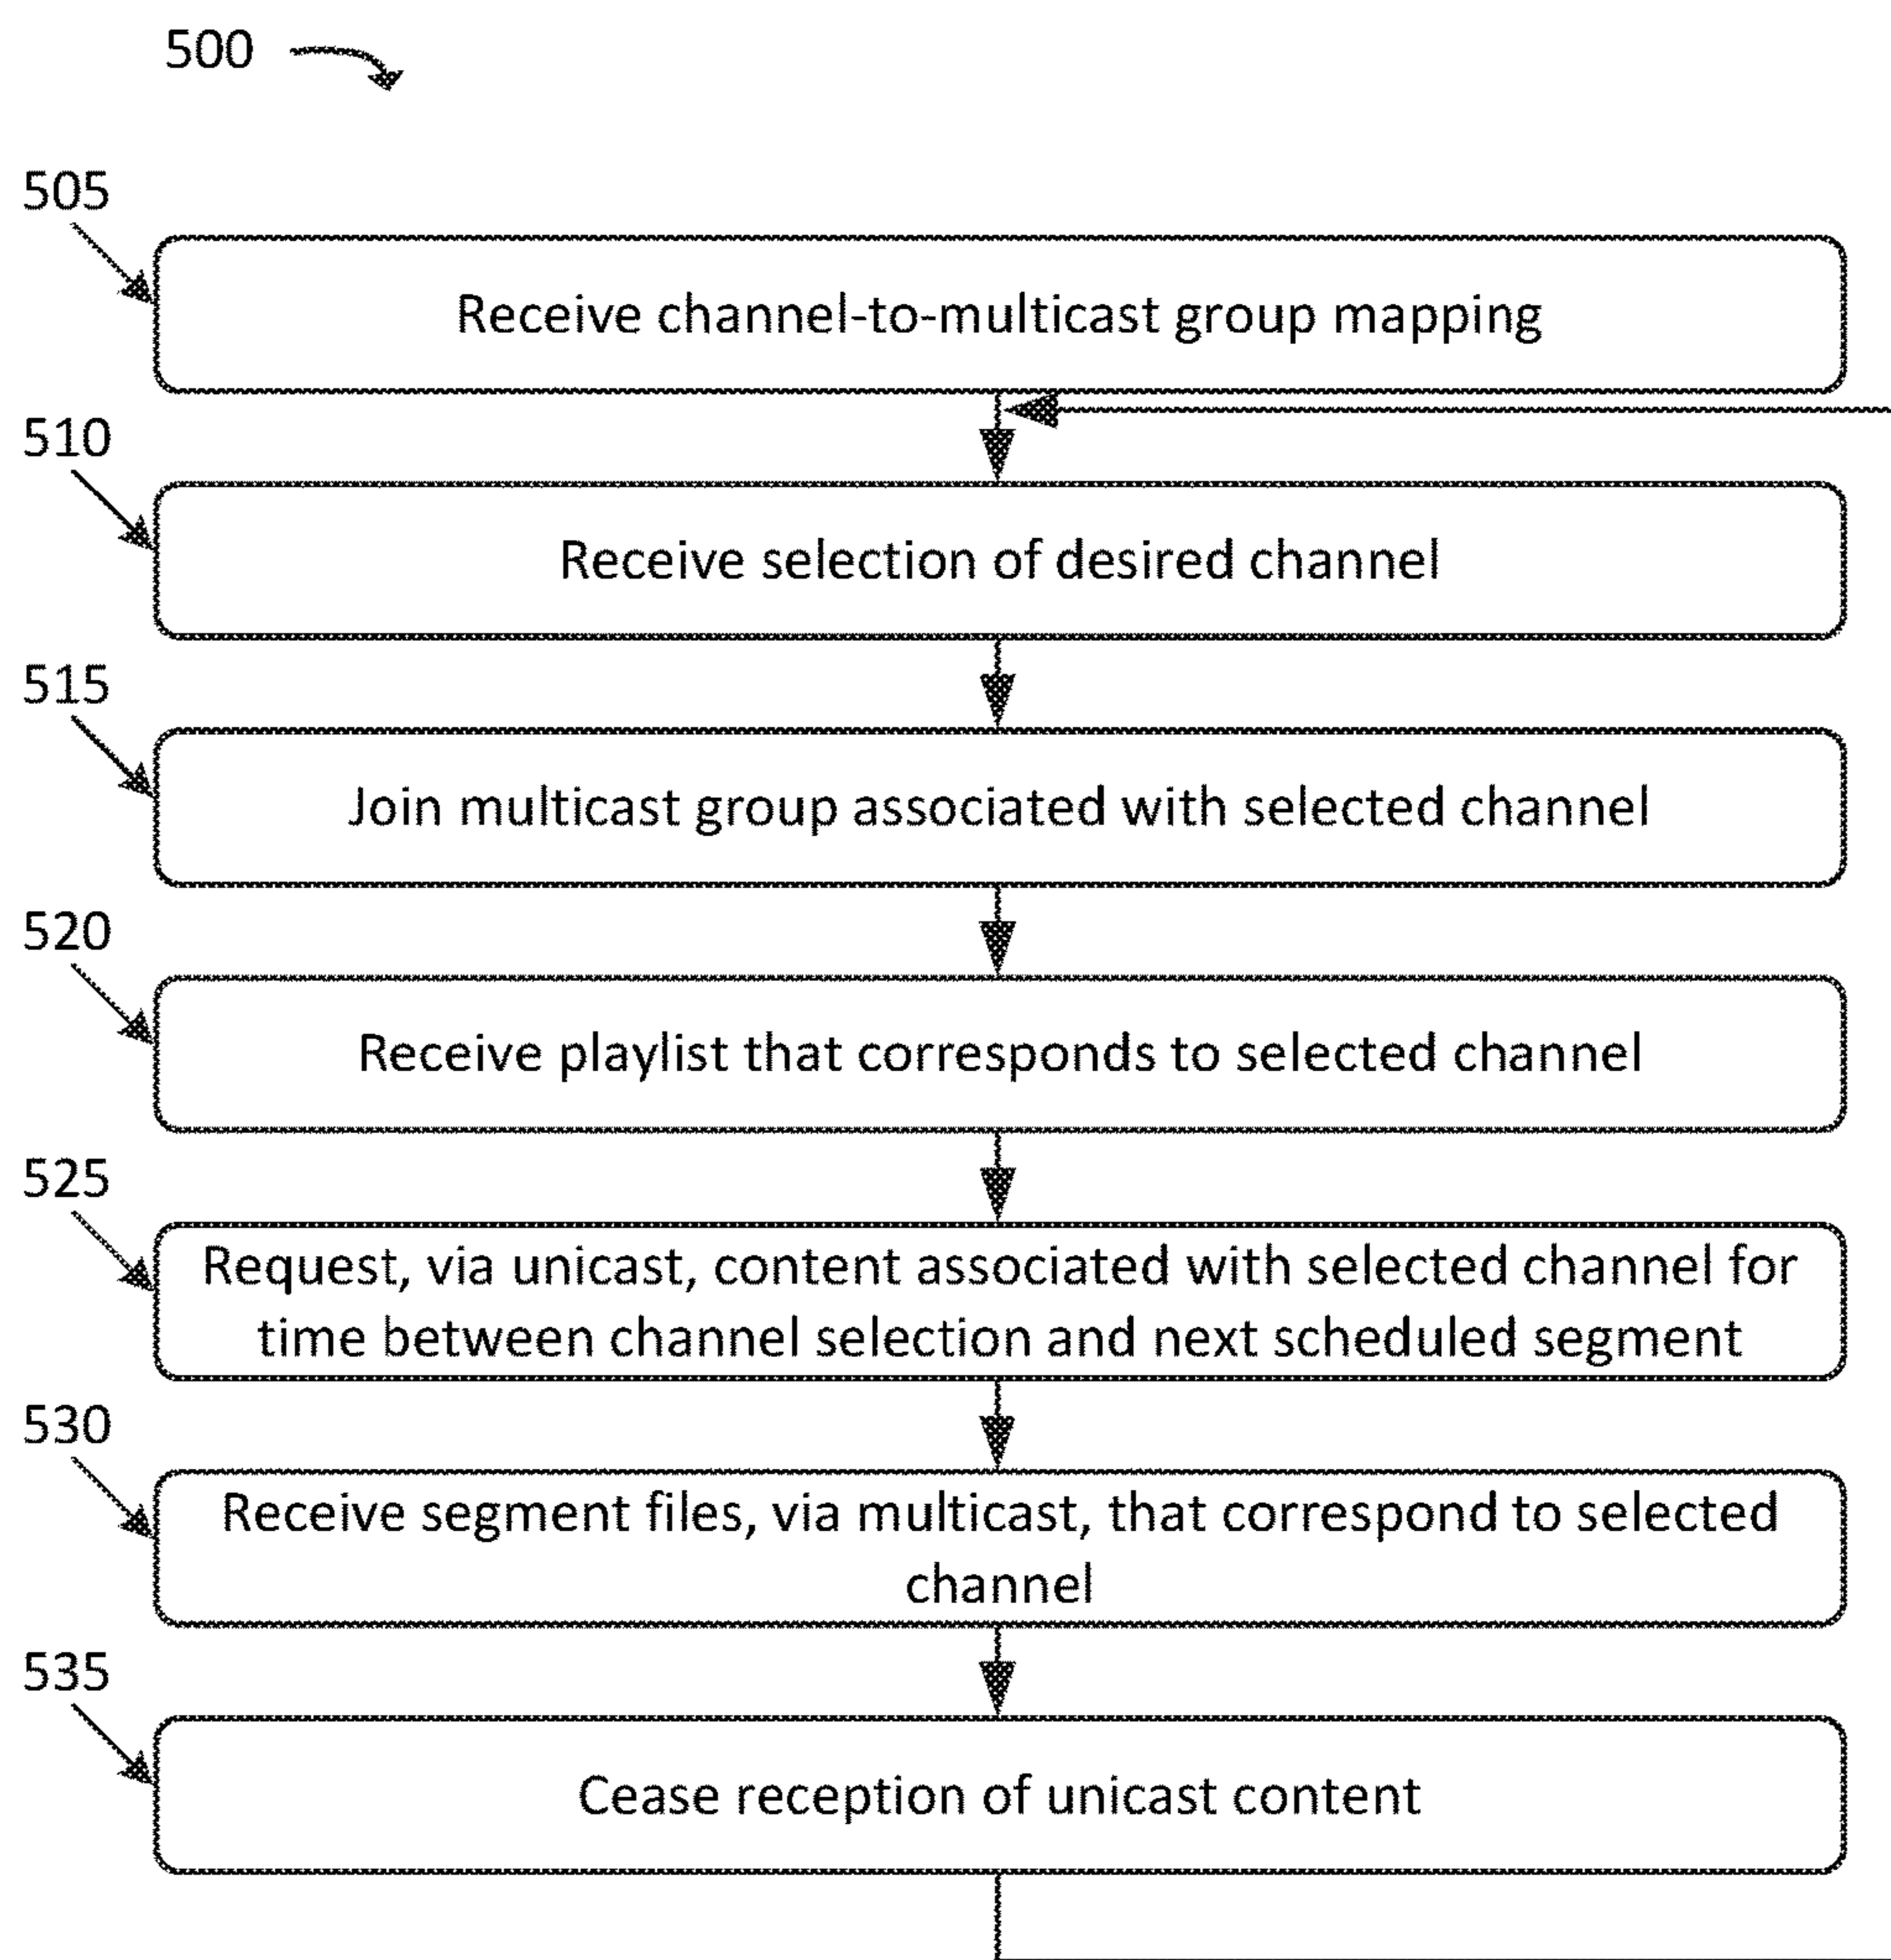 500
505
Receive channel-to-multicast group mapping
510
Receive selection of desired channel
515
Join multicast group associated with selected channel
520
Receive playlist that corresponds to selected channel
525
Request, via unicast, content associated with selected channel for
time between channel selection and next scheduled segment
530
Receive segment files, via multicast, that correspond to selected
channel
535
Cease reception of unicast content